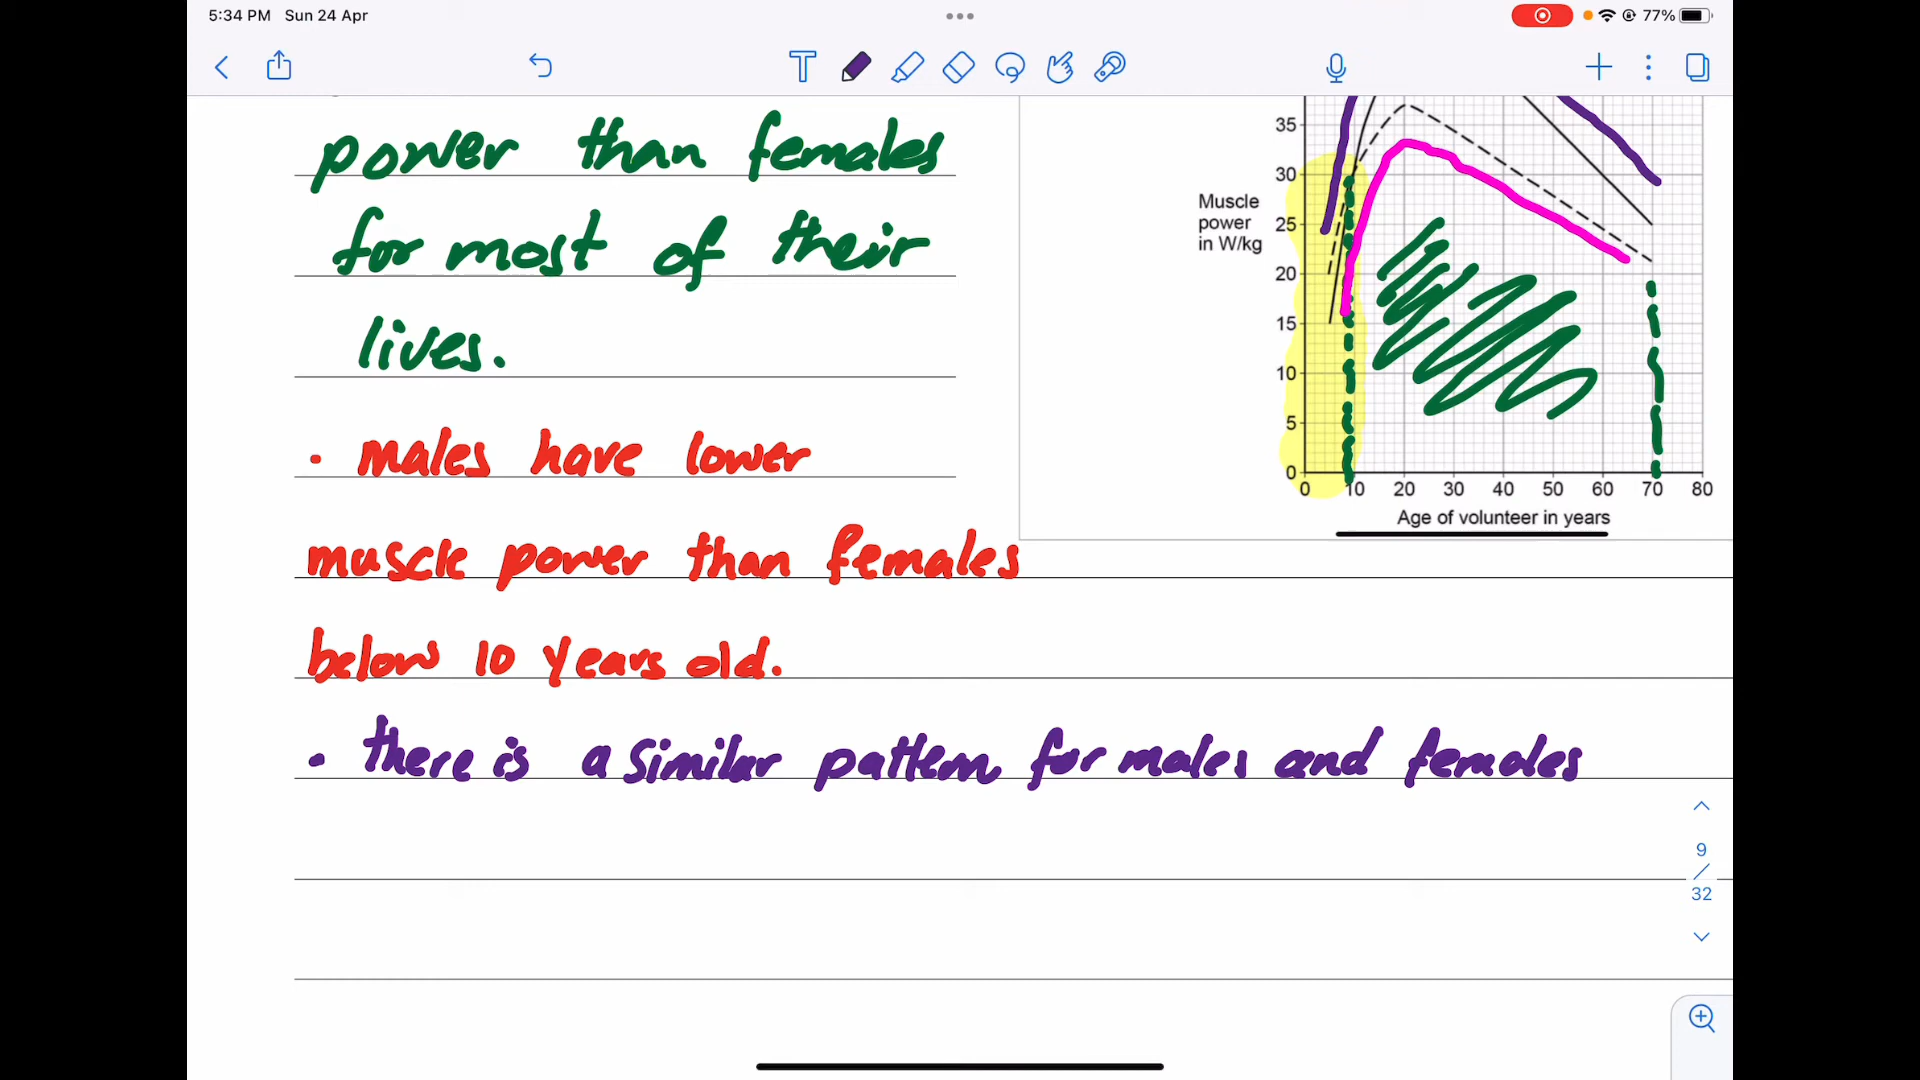 5:34 PM Sun 24 Apr
77%
power than females
for most of their
lives.
• males have lower
muscle power than females
below 10 years old.
• there is a similar pattern for males and females
Muscle
power
in W/kg
35
30
25
20
15
10
5
0
0 10 20 30 40 50 60 70 80
Age of volunteer in years
9
/
32